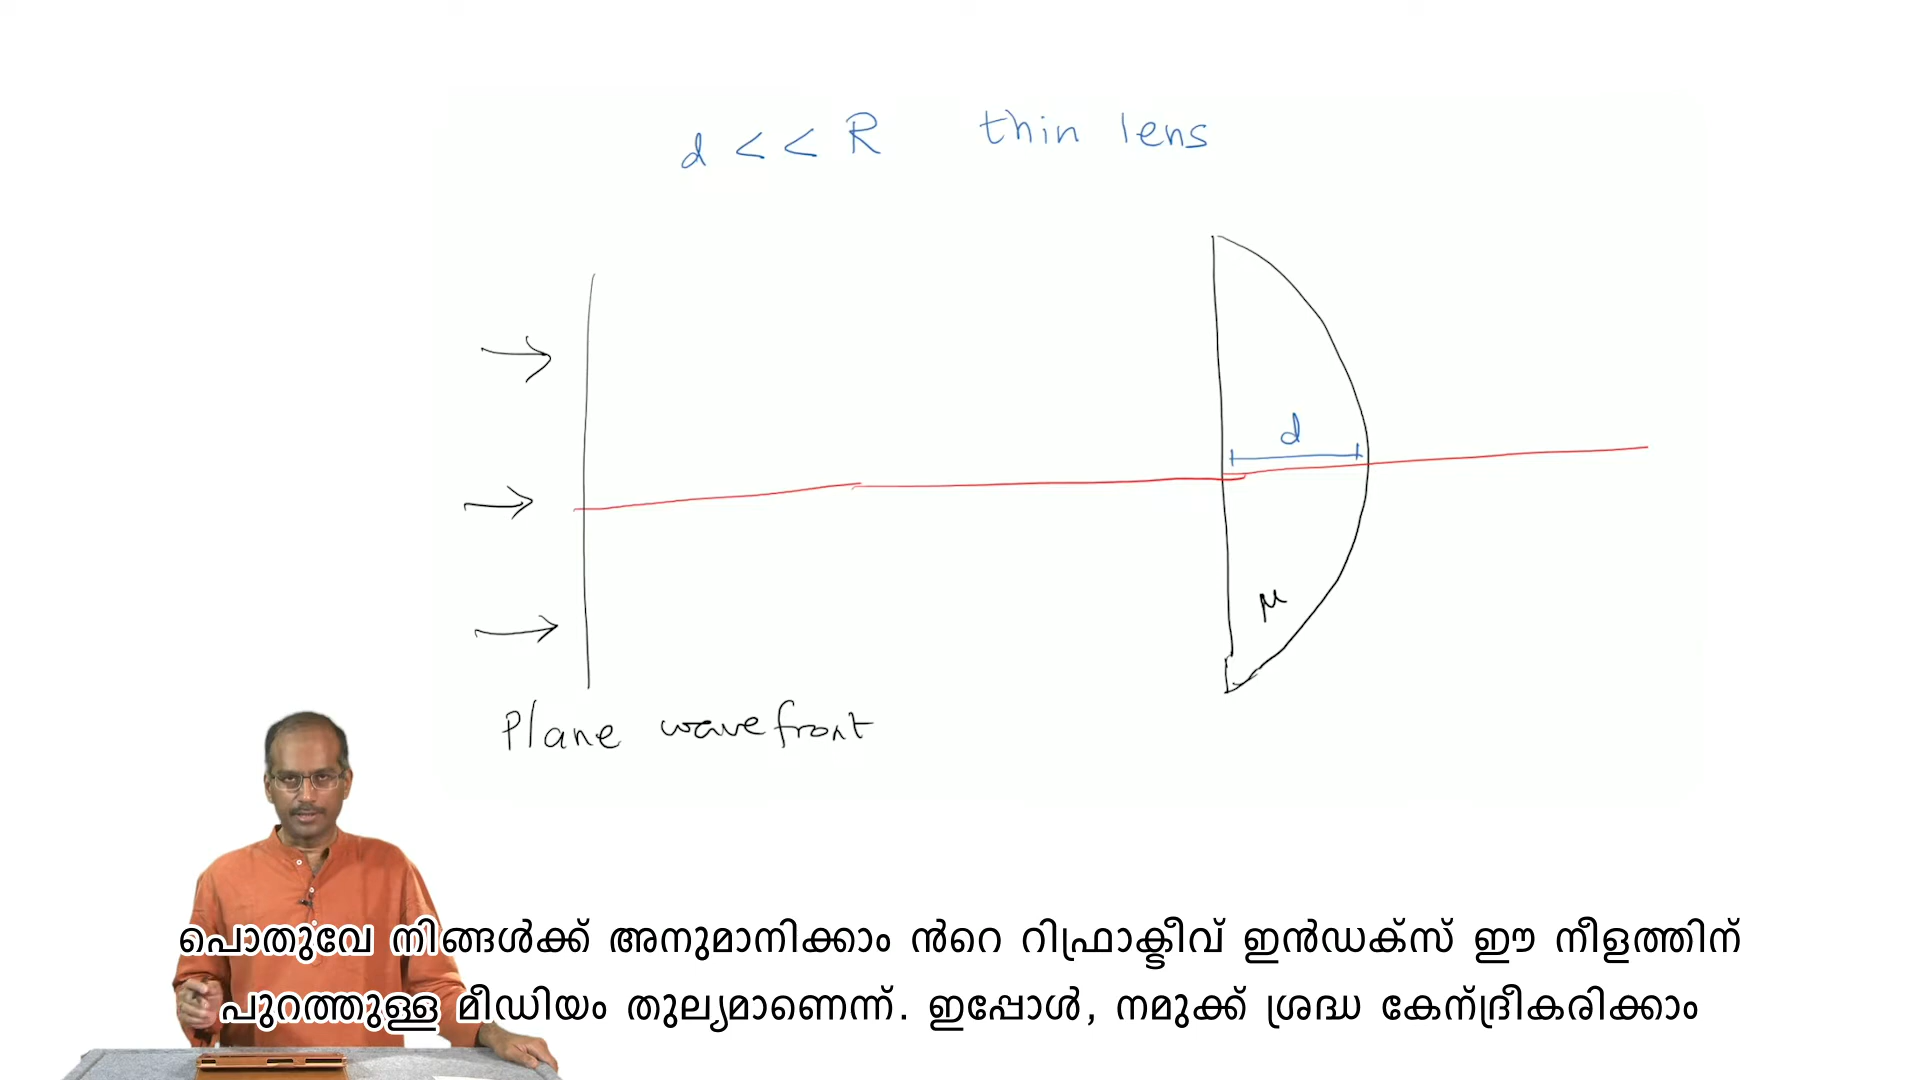 d << R thin lens
d
μ
Plane wavefront
പൊതുവേ നിങ്ങൾക്ക് അനുമാനിക്കാം ൻറെ റിഫ്രാക്ടീവ് ഇൻഡക്സ് ഈ നീളത്തിന്
പുറത്തുള്ള മീഡിയം തുല്യമാണെന്ന്. ഇപ്പോൾ, നമുക്ക് ശ്രദ്ധ കേന്ദ്രീകരിക്കാം